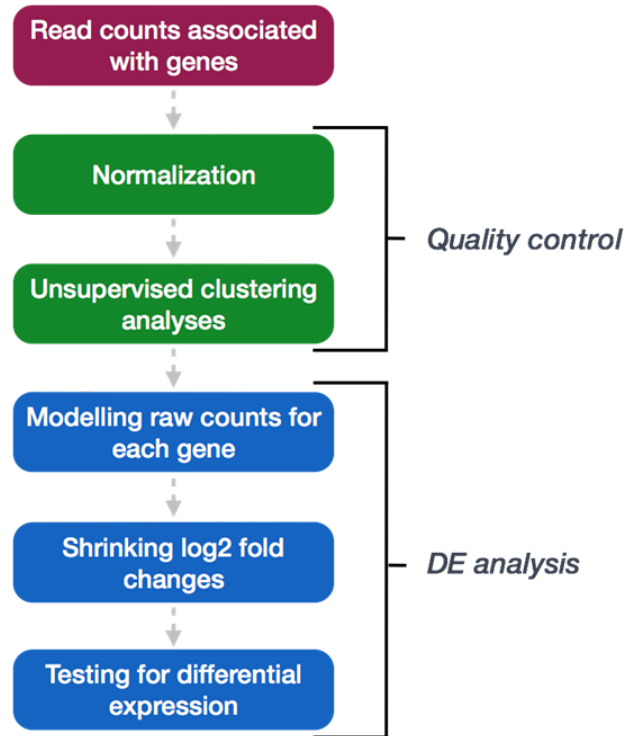 Read counts associated
with genes
Normalization
Quality control
Unsupervised clustering
analyses
Modelling raw counts for
each gene
Shrinking log2 fold
changes
DE analysis
Testing for differential
expression